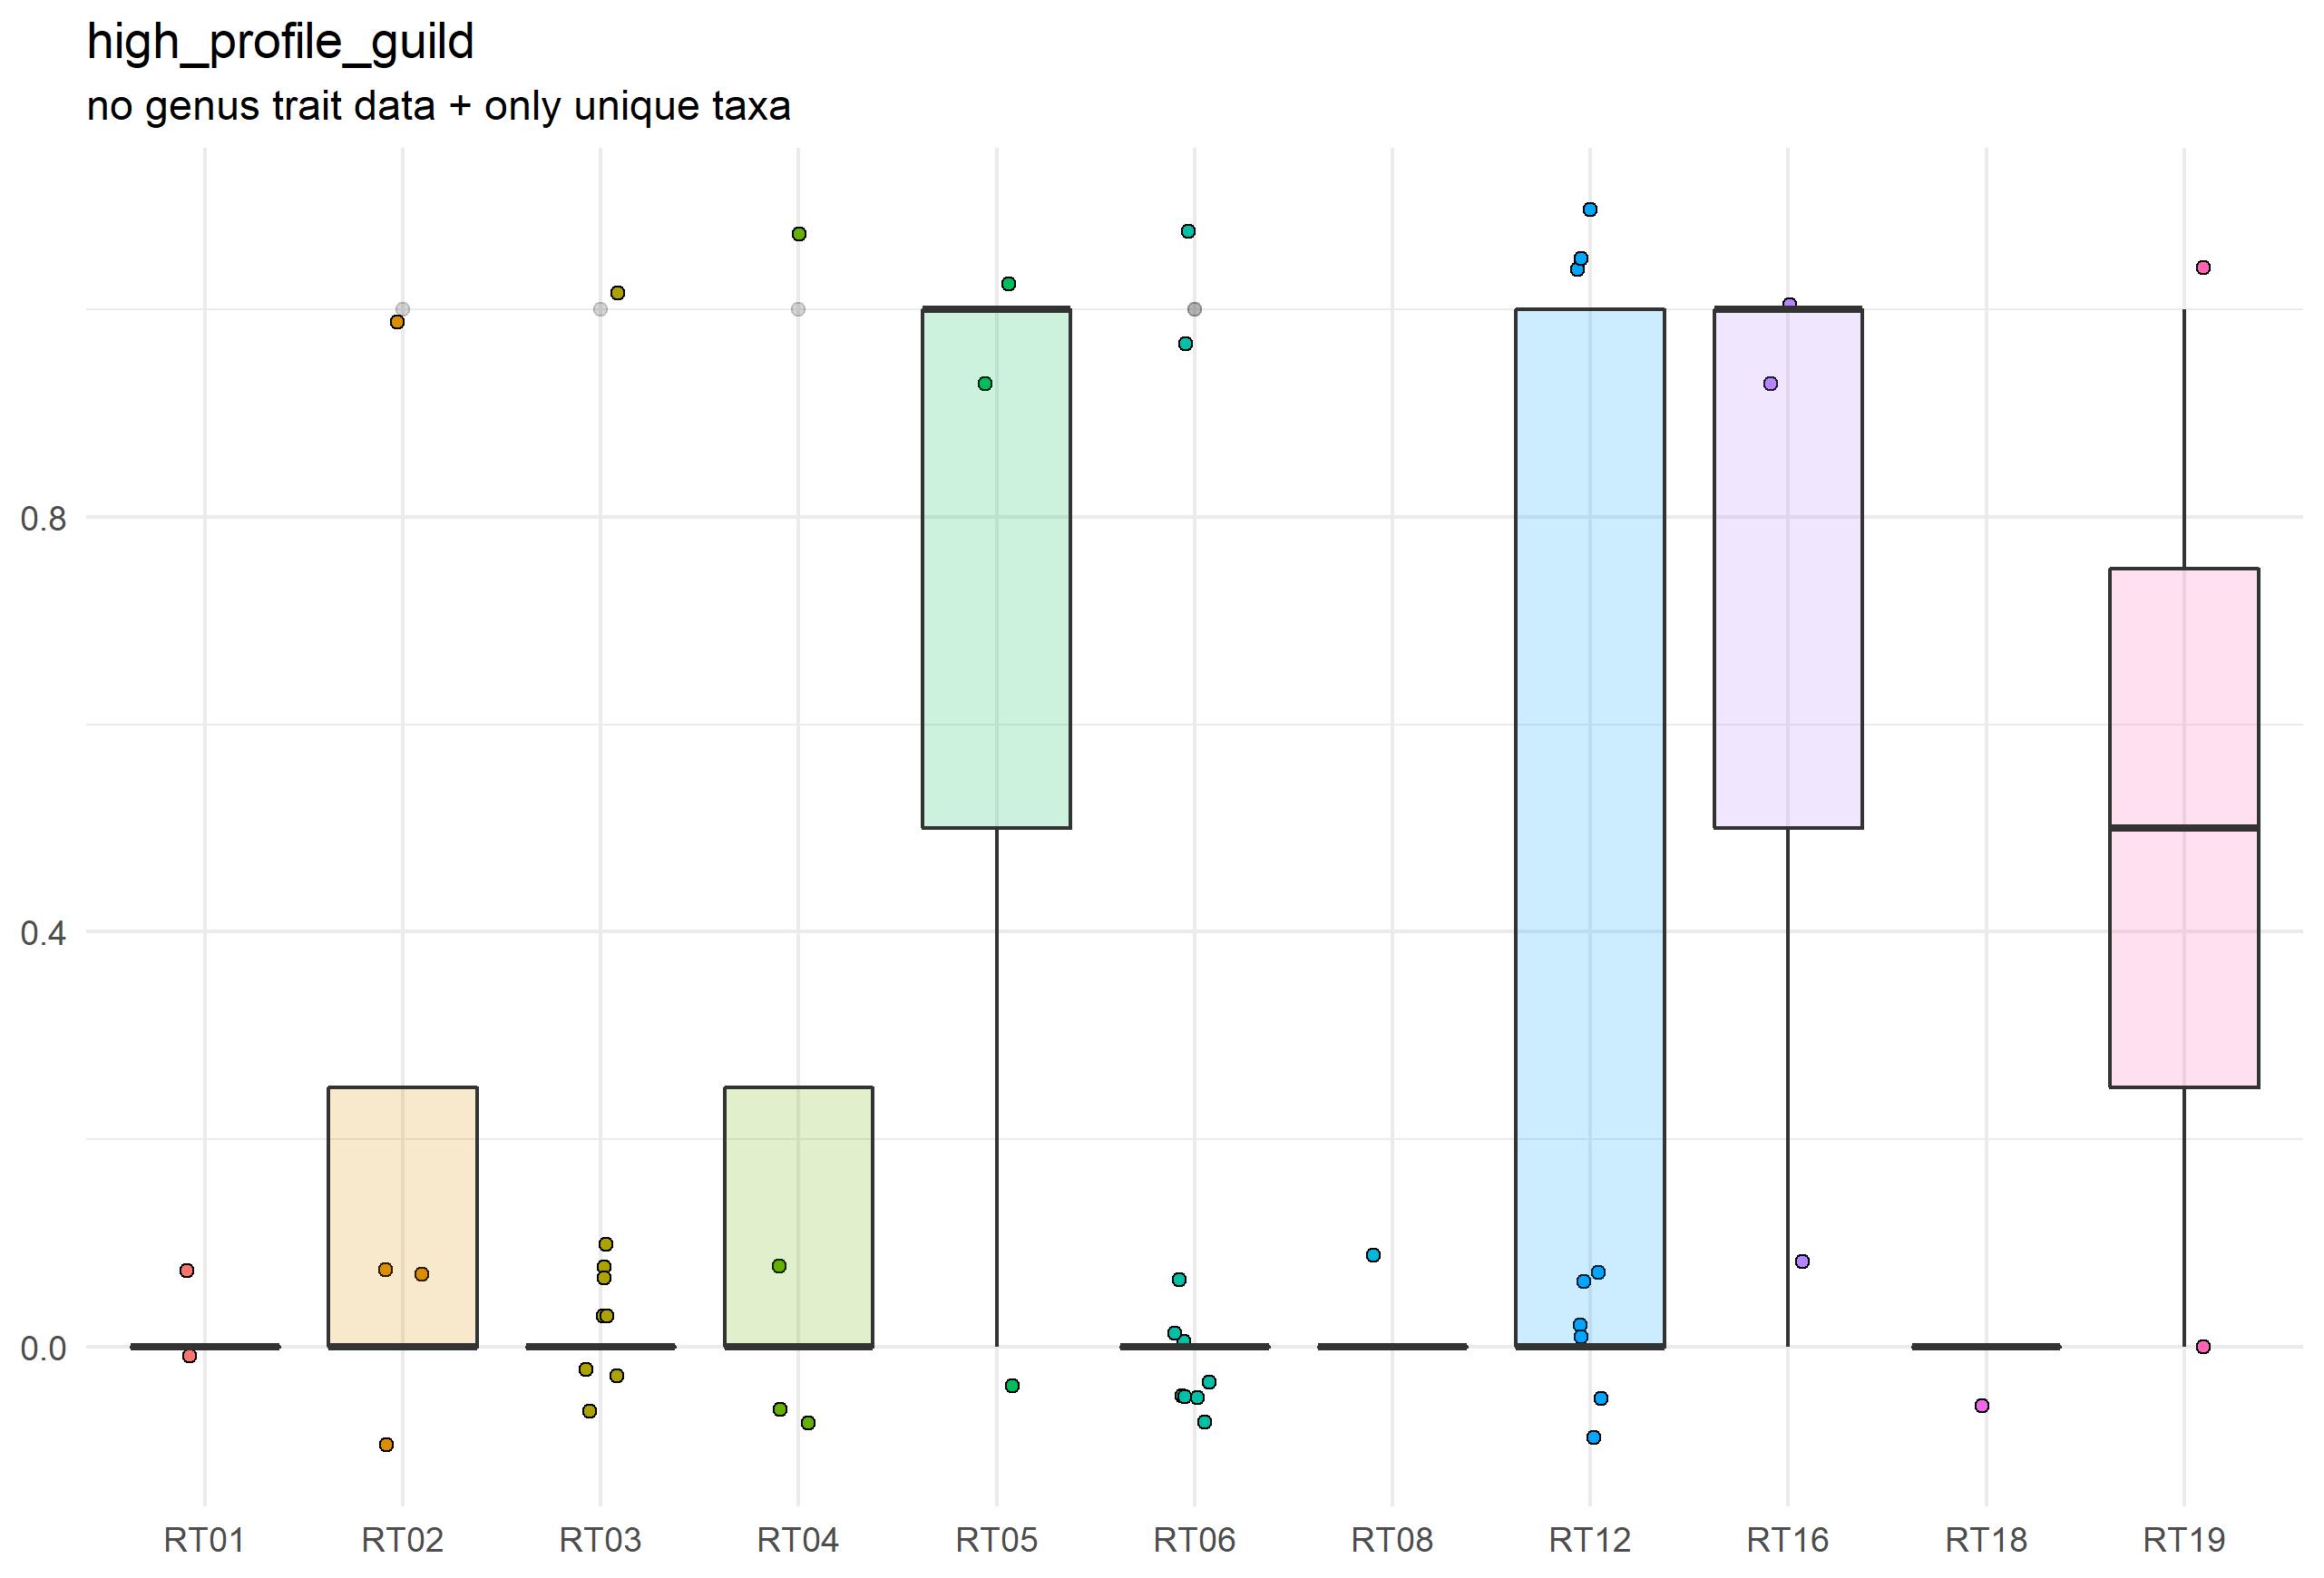 high_profile_guild
no genus trait data + only unique taxa
0.8
0.4
0.0
RT01 RT02 RT03 RT04 RT05 RT06 RT08 RT12 RT16 RT18 RT19